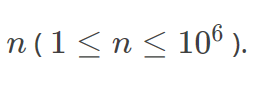 n ( 1 ≤ n ≤ 10⁶ ).